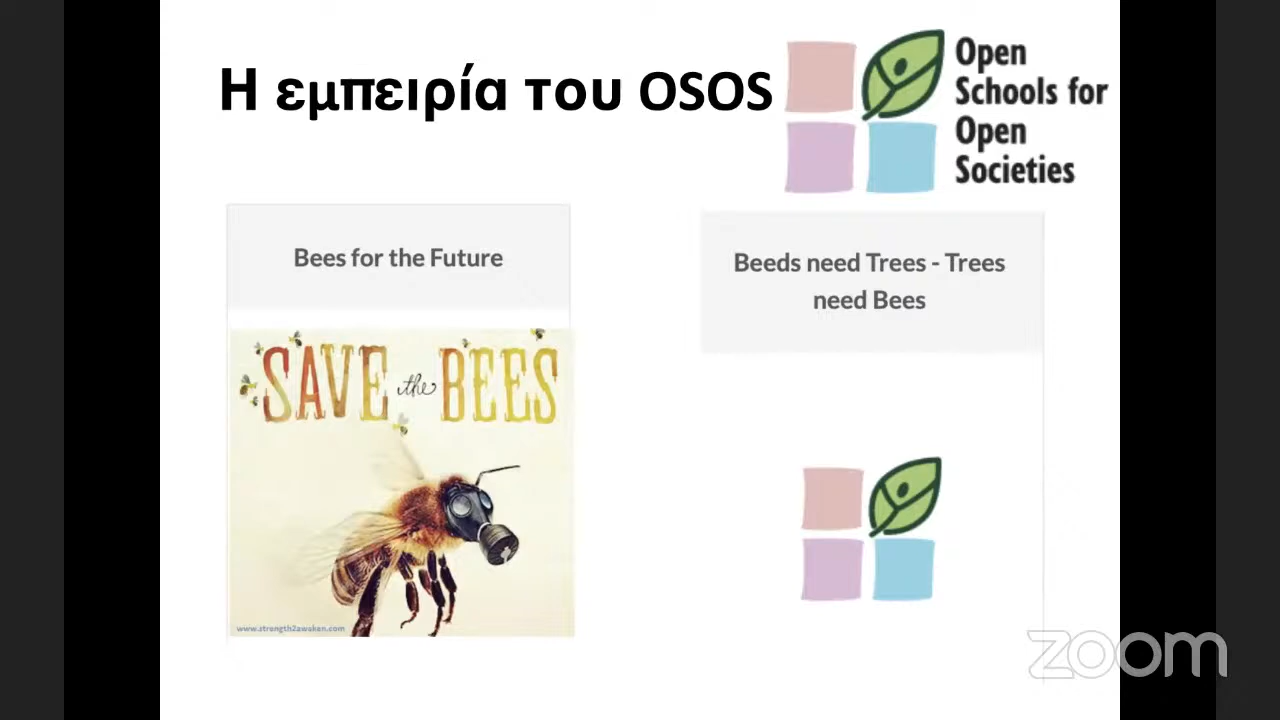 Η εμπειρία του OSOS
Open
Schools for
Open
Societies
Bees for the Future
Beeds need Trees - Trees
need Bees
SAVE the BEES
www.strength2awaken.com
zoom